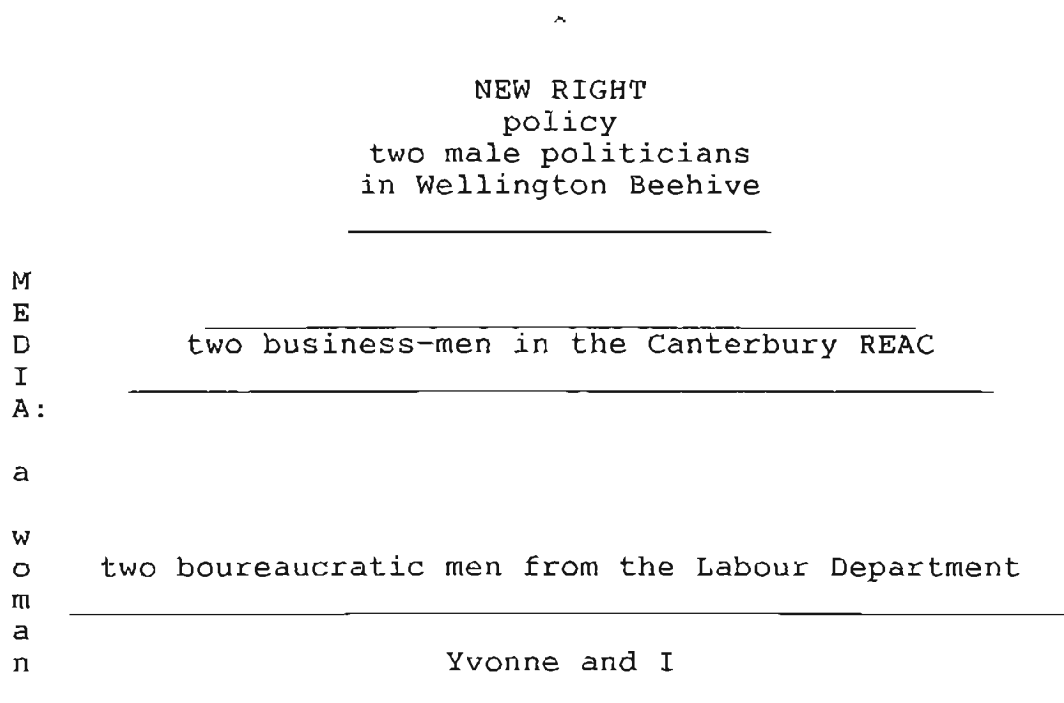 ^
NEW RIGHT
policy
two male politicians
in Wellington Beehive
two business-men in the Canterbury REAC
two boureaucratic men from the Labour Department
Yvonne and I
M
E
D
I
A:
a
w
o
m
a
n